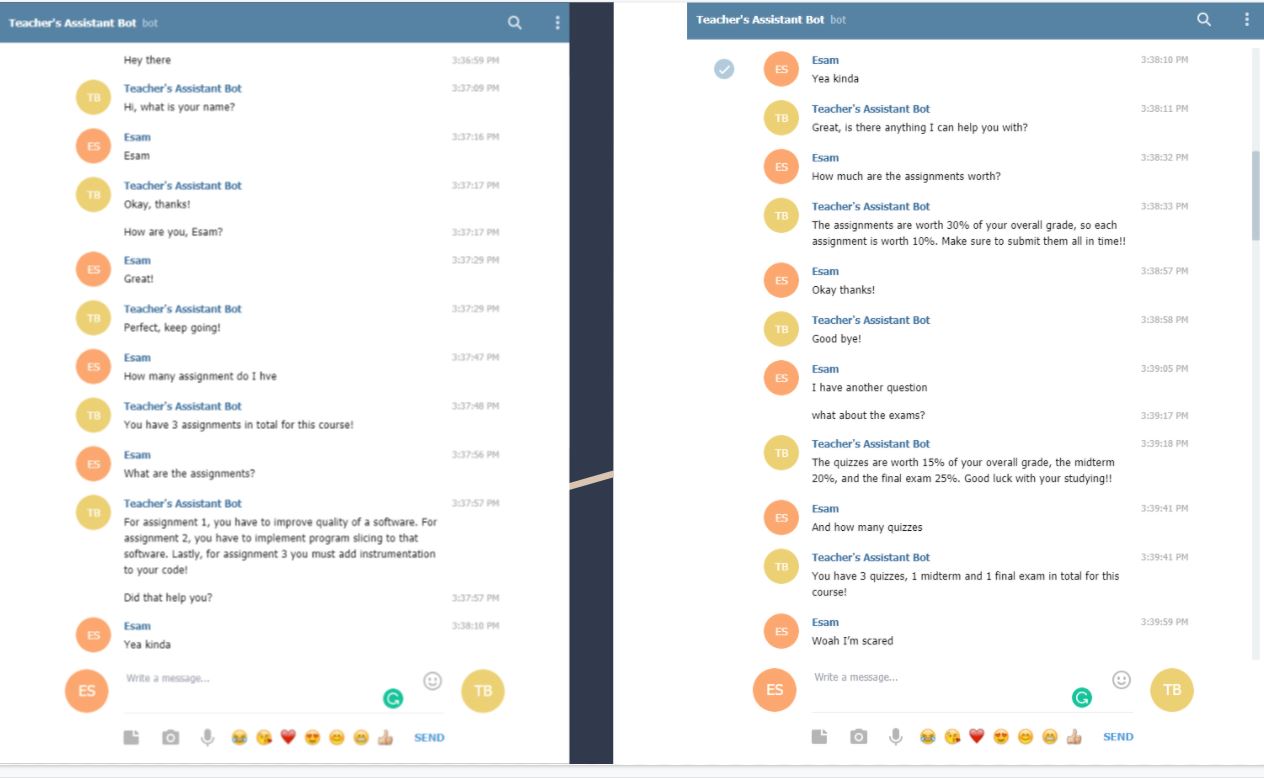 Teacher's Assistant Bot bot
Hey there 3:36:59 PM
TB
Teacher's Assistant Bot 3:37:09 PM
Hi, what is your name?
ES
Esam 3:37:16 PM
Esam
TB
Teacher's Assistant Bot 3:37:17 PM
Okay, thanks!
How are you, Esam? 3:37:17 PM
ES
Esam 3:37:29 PM
Great!
TB
Teacher's Assistant Bot 3:37:29 PM
Perfect, keep going!
ES
Esam 3:37:47 PM
How many assignment do I hve
TB
Teacher's Assistant Bot 3:37:48 PM
You have 3 assignments in total for this course!
ES
Esam 3:37:56 PM
What are the assignments?
TB
Teacher's Assistant Bot 3:37:57 PM
For assignment 1, you have to improve quality of a software. For
assignment 2, you have to implement program slicing to that
software. Lastly, for assignment 3 you must add instrumentation
to your code!
Did that help you? 3:37:57 PM
ES
Esam 3:38:10 PM
Yea kinda
ES
Write a message...
TB
SEND
Teacher's Assistant Bot bot
ES
Esam 3:38:10 PM
Yea kinda
TB
Teacher's Assistant Bot 3:38:11 PM
Great, is there anything I can help you with?
ES
Esam 3:38:32 PM
How much are the assignments worth?
TB
Teacher's Assistant Bot 3:38:33 PM
The assignments are worth 30% of your overall grade, so each
assignment is worth 10%. Make sure to submit them all in time!!
ES
Esam 3:38:57 PM
Okay thanks!
TB
Teacher's Assistant Bot 3:38:58 PM
Good bye!
ES
Esam 3:39:05 PM
I have another question
what about the exams? 3:39:17 PM
TB
Teacher's Assistant Bot 3:39:18 PM
The quizzes are worth 15% of your overall grade, the midterm
20%, and the final exam 25%. Good luck with your studying!!
ES
Esam 3:39:41 PM
And how many quizzes
TB
Teacher's Assistant Bot 3:39:41 PM
You have 3 quizzes, 1 midterm and 1 final exam in total for this
course!
ES
Esam 3:39:59 PM
Woah I'm scared
ES
Write a message...
TB
SEND